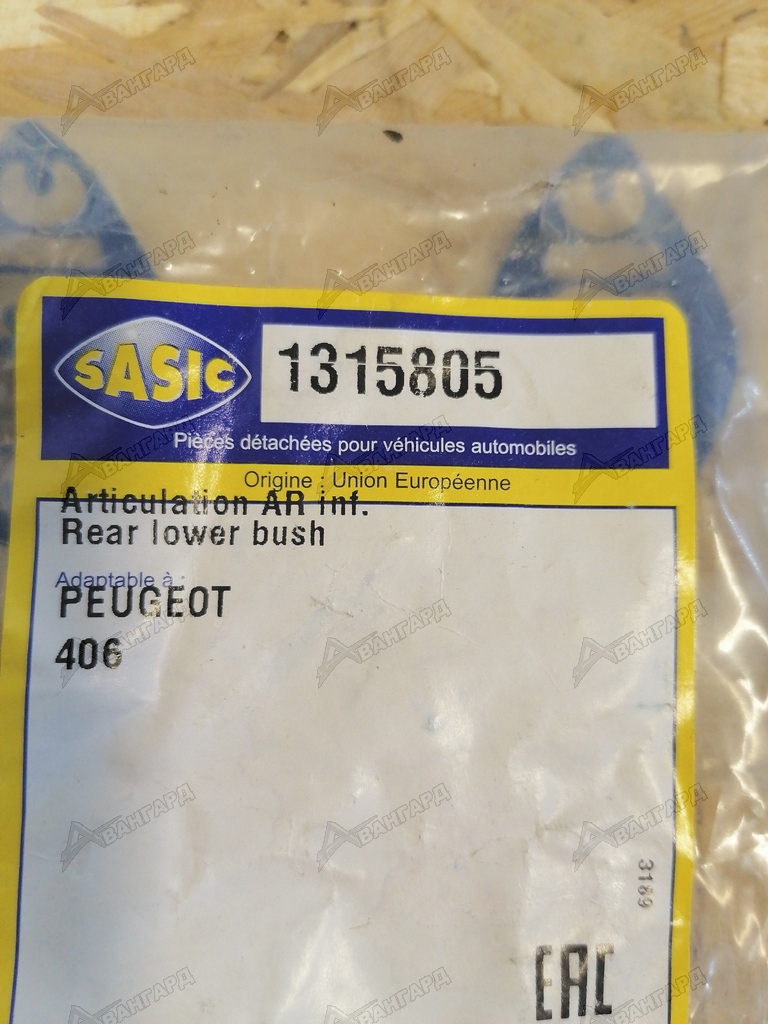 SASIC
1315805
Pièces détachées pour véhicules automobiles
Origine : Union Européenne
Articulation AR inf.
Rear lower bush
Adaptable à :
PEUGEOT
406
3189
EAC
АВАНГАРД